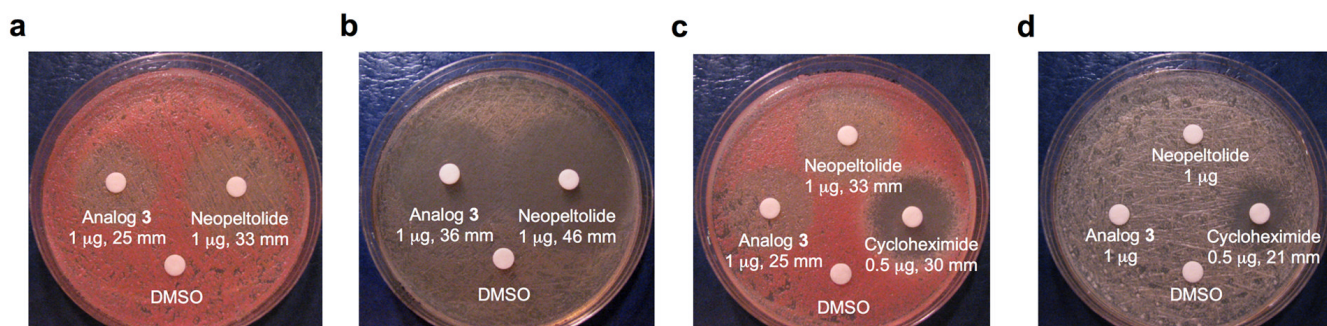 a
Analog 3
1 μg, 25 mm
Neopeltolide
1 μg, 33 mm
DMSO
b
Analog 3
1 μg, 36 mm
Neopeltolide
1 μg, 46 mm
DMSO
c
Neopeltolide
1 μg, 33 mm
Analog 3
1 μg, 25 mm
Cycloheximide
0.5 μg, 30 mm
DMSO
d
Neopeltolide
1 μg
Analog 3
1 μg
Cycloheximide
0.5 μg, 21 mm
DMSO